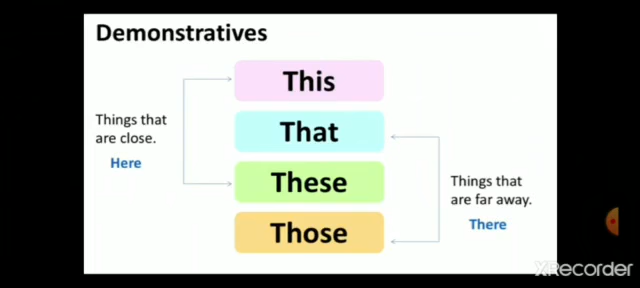 Demonstratives
This
Things that
are close.
Here
That
These
Things that
are far away.
There
Those
XRecorder